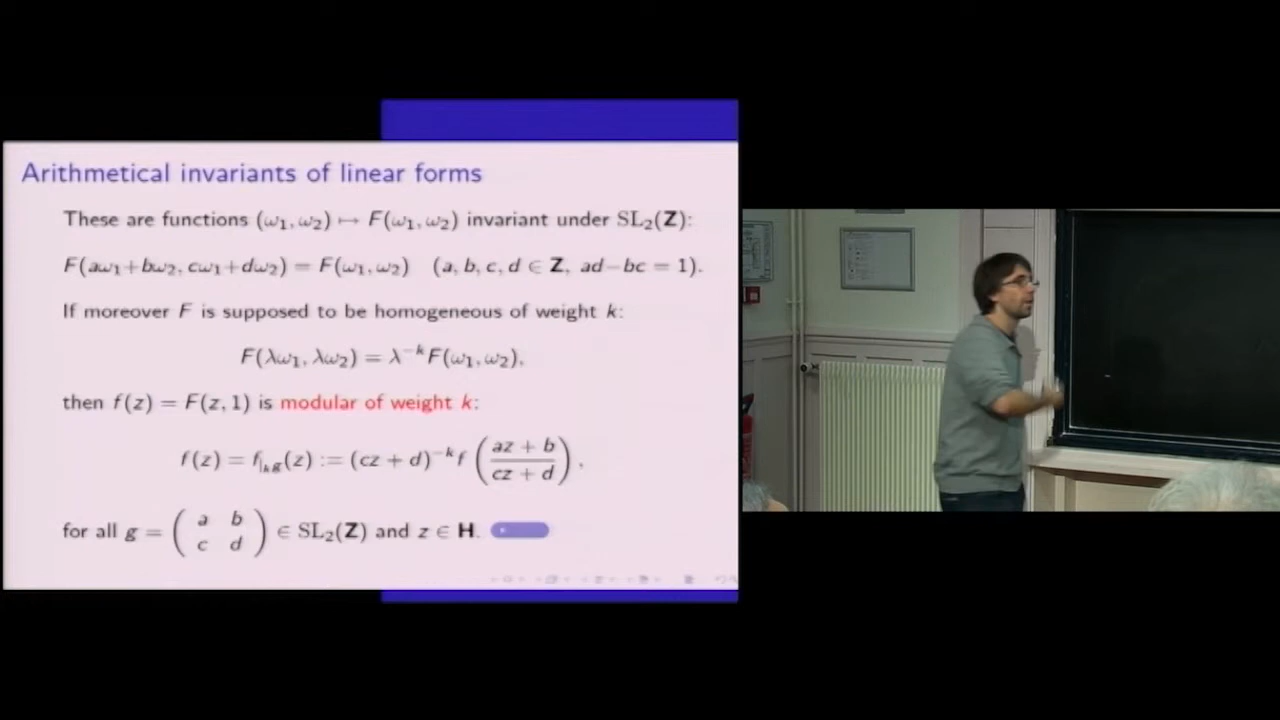 Arithmetical invariants of linear forms
These are functions (ω₁, ω₂) ↦ F(ω₁, ω₂) invariant under SL₂(Z):
F(aω₁+bω₂, cω₁+dω₂) = F(ω₁, ω₂) (a, b, c, d ∈ Z, ad−bc = 1).
If moreover F is supposed to be homogeneous of weight k:
F(λω₁, λω₂) = λ⁻ᵏF(ω₁, ω₂),
then f(z) = F(z, 1) is modular of weight k:
f(z) = f|ₖg(z) := (cz + d)⁻ᵏf ( (az + b)/(cz + d) ),
for all g = ( a b ; c d ) ∈ SL₂(Z) and z ∈ H.